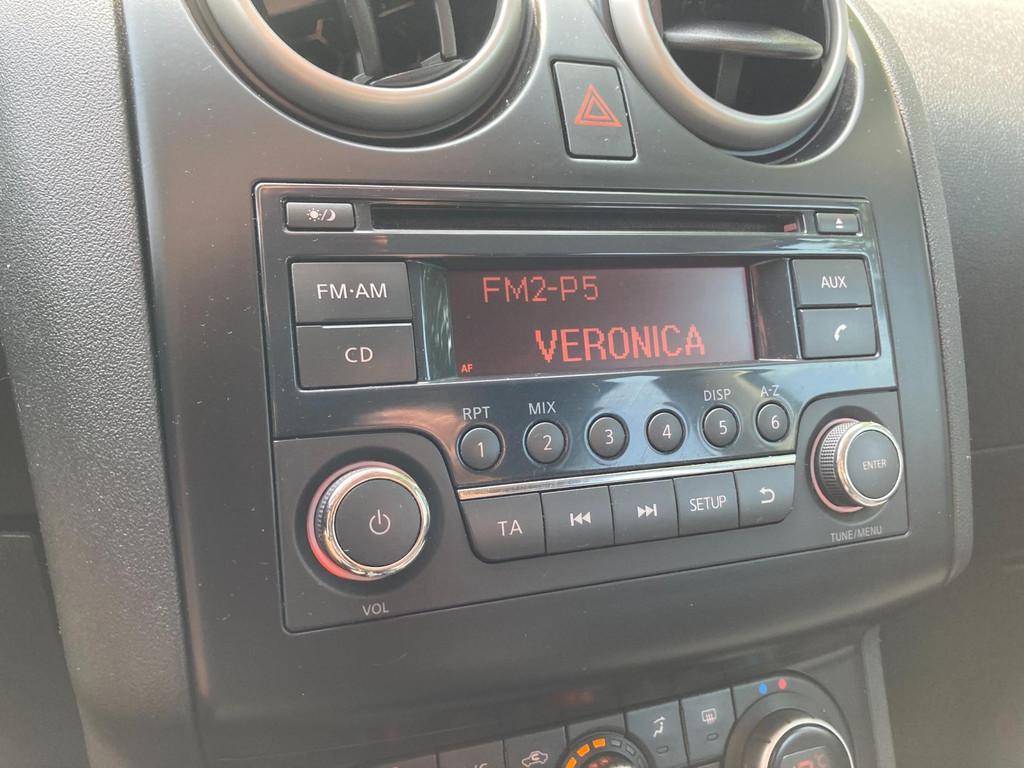 FM·AM
CD
FM2-P5
VERONICA
AF
AUX
RPT
MIX
DISP
A-Z
1
2
3
4
5
6
TA
SETUP
ENTER
TUNE/MENU
VOL